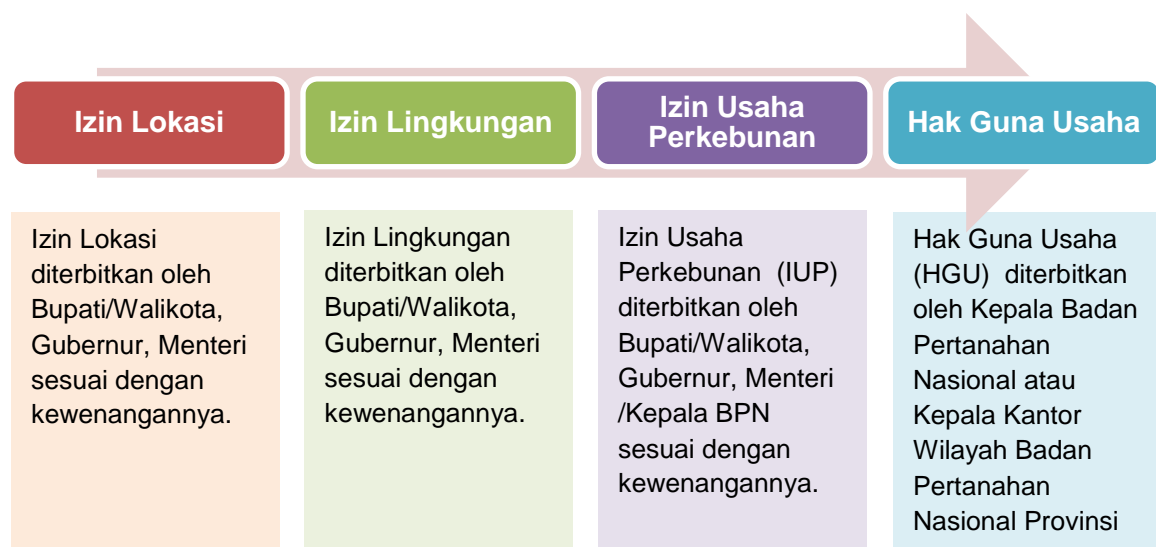 Izin Lokasi
Izin Lingkungan
Izin Usaha
Perkebunan
Hak Guna Usaha
Izin Lokasi
diterbitkan oleh
Bupati/Walikota,
Gubernur, Menteri
sesuai dengan
kewenangannya.
Izin Lingkungan
diterbitkan oleh
Bupati/Walikota,
Gubernur, Menteri
sesuai dengan
kewenangannya.
Izin Usaha
Perkebunan (IUP)
diterbitkan oleh
Bupati/Walikota,
Gubernur, Menteri
/Kepala BPN
sesuai dengan
kewenangannya.
Hak Guna Usaha
(HGU) diterbitkan
oleh Kepala Badan
Pertanahan
Nasional atau
Kepala Kantor
Wilayah Badan
Pertanahan
Nasional Provinsi